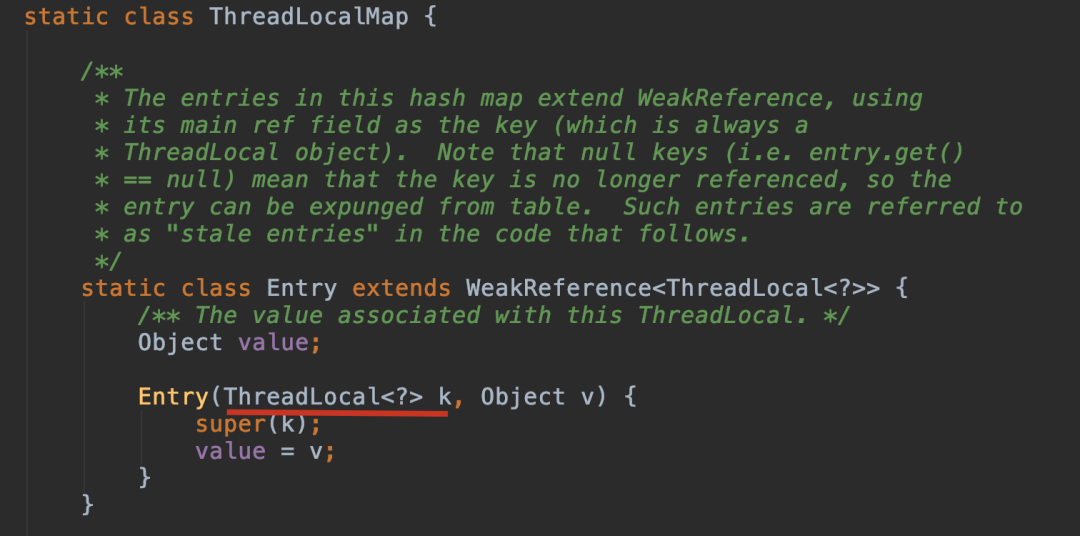 static class ThreadLocalMap {
/**
* The entries in this hash map extend WeakReference, using
* its main ref field as the key (which is always a
* ThreadLocal object).  Note that null keys (i.e. entry.get()
* == null) mean that the key is no longer referenced, so the
* entry can be expunged from table.  Such entries are referred to
* as "stale entries" in the code that follows.
*/
static class Entry extends WeakReference<ThreadLocal<?>> {
/** The value associated with this ThreadLocal. */
Object value;
Entry(ThreadLocal<?> k, Object v) {
super(k);
value = v;
}
}